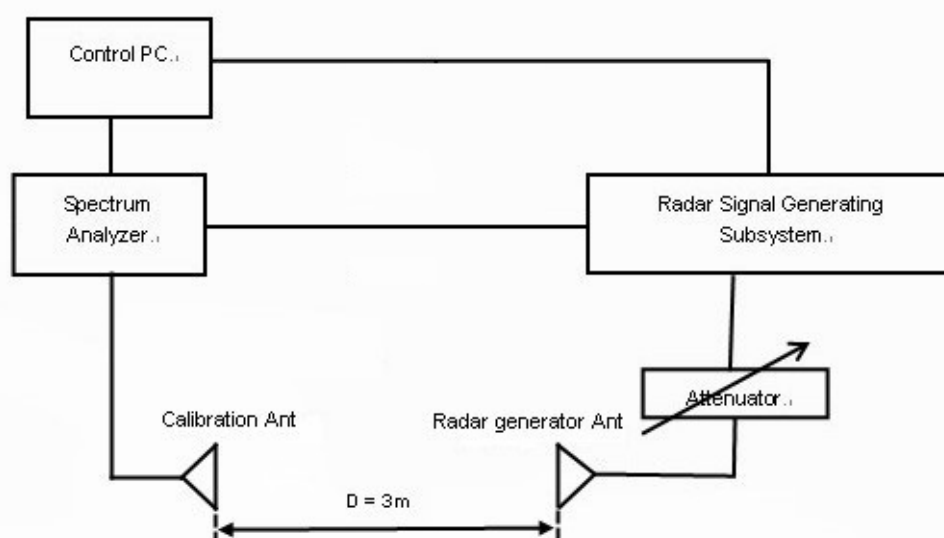 Control PC
Spectrum
Analyzer
Radar Signal Generating
Subsystem
Attenuator
Calibration Ant
Radar generator Ant
D = 3m